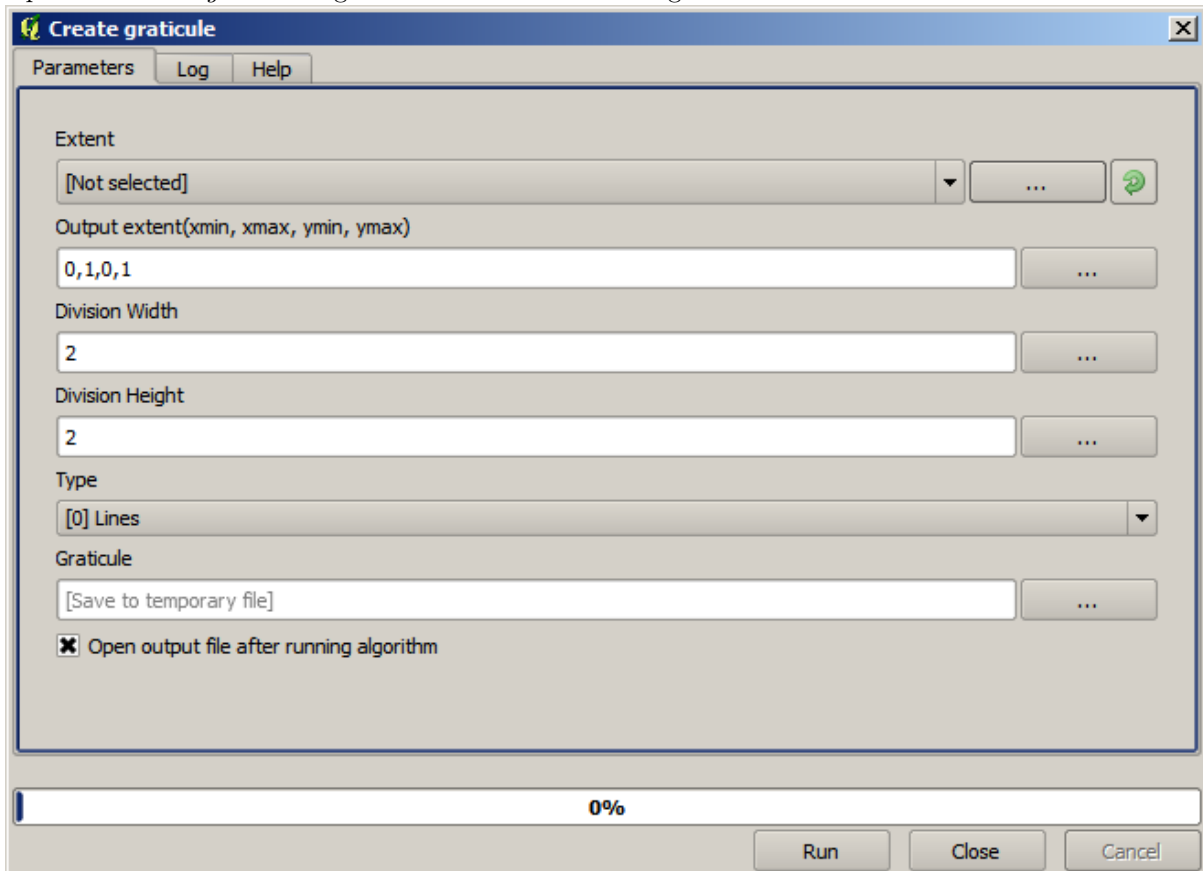 Create graticule
Parameters Log Help
Extent
[Not selected] ...
Output extent(xmin, xmax, ymin, ymax)
0,1,0,1 ...
Division Width
2 ...
Division Height
2 ...
Type
[0] Lines
Graticule
[Save to temporary file] ...
Open output file after running algorithm
0%
Run Close Cancel